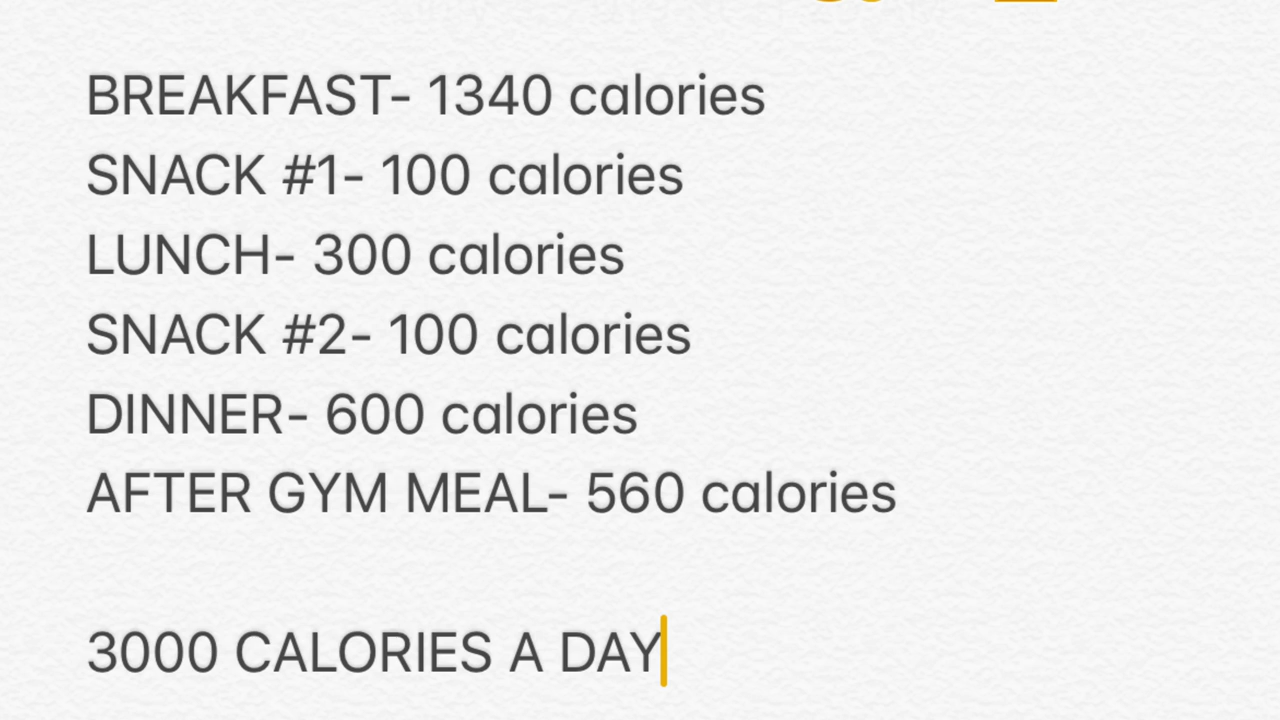 BREAKFAST- 1340 calories
SNACK #1- 100 calories
LUNCH- 300 calories
SNACK #2- 100 calories
DINNER- 600 calories
AFTER GYM MEAL- 560 calories
3000 CALORIES A DAY